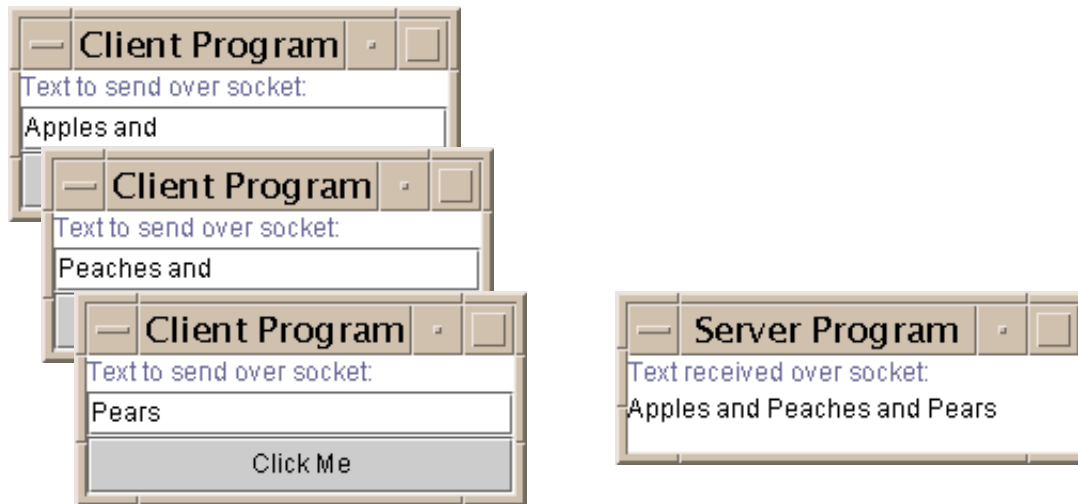 Client Program
Text to send over socket:
Apples and
Client Program
Text to send over socket:
Peaches and
Client Program
Text to send over socket:
Pears
Click Me
Server Program
Text received over socket:
Apples and Peaches and Pears